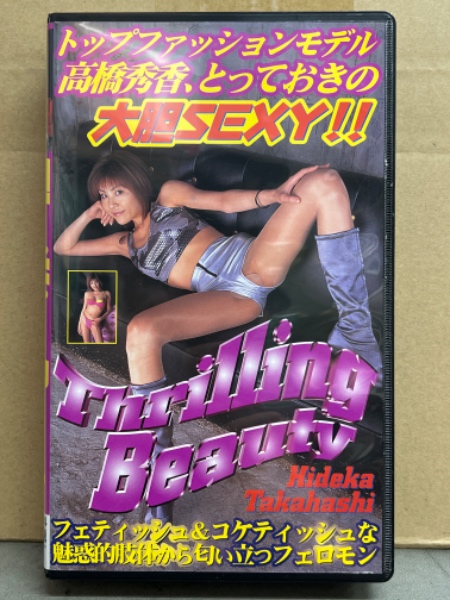 トップファッションモデル
高橋秀香、とっておきの
大胆SEXY!!
Thrilling
Beauty
Hideka
Takahashi
フェティッシュ&コケティッシュな
魅惑的肢体から匂い立つフェロモン